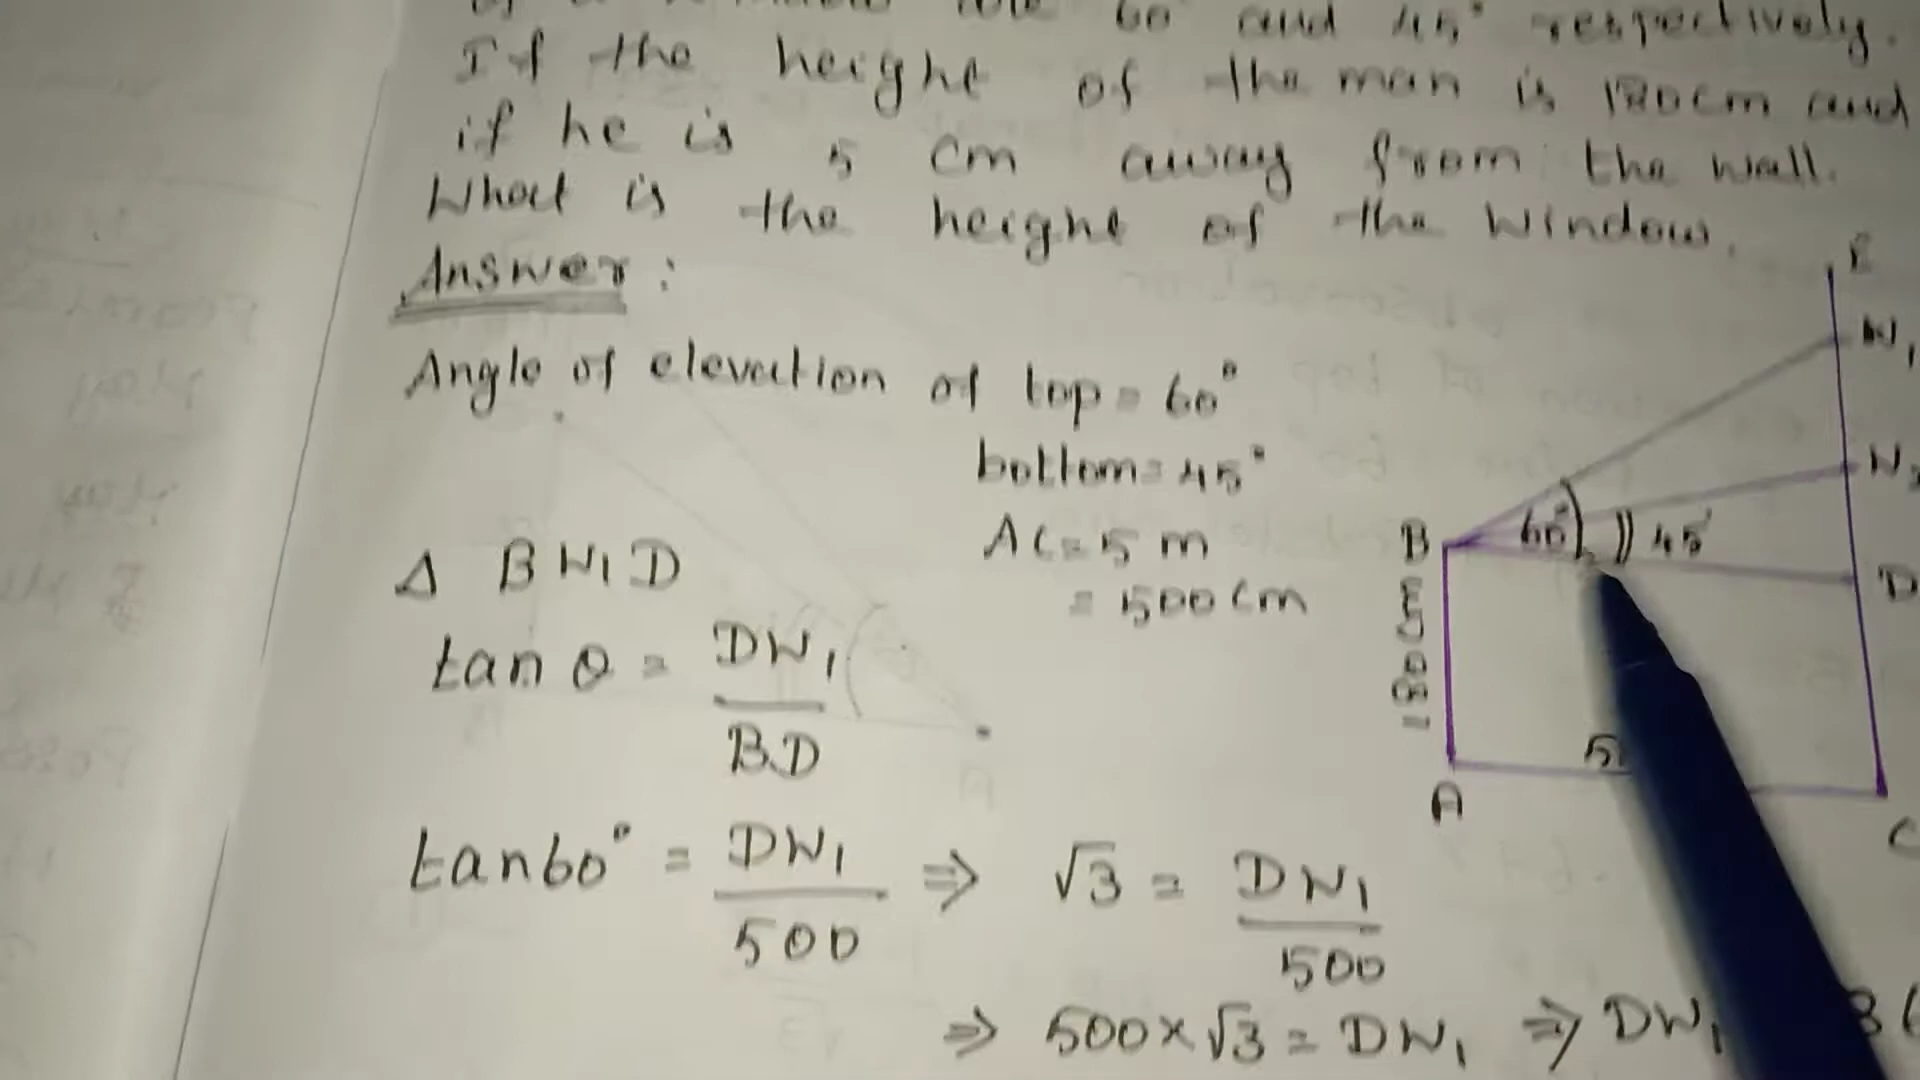 60 and 45° respectively.
If the height of the man is 180cm and
if he is 5 cm away from the wall.
What is the height of the window.
Answer:
Angle of elevation of top = 60°
bottom = 45°
AC = 5 m
= 500 cm
Δ BW1D
tan θ = DW1/BD
tan60° = DW1/500 ⇒ √3 = DW1/500
⇒ 500×√3 = DW1 ⇒ DW1
E
W1
W2
B 60° 45°
D
180cm
A
C